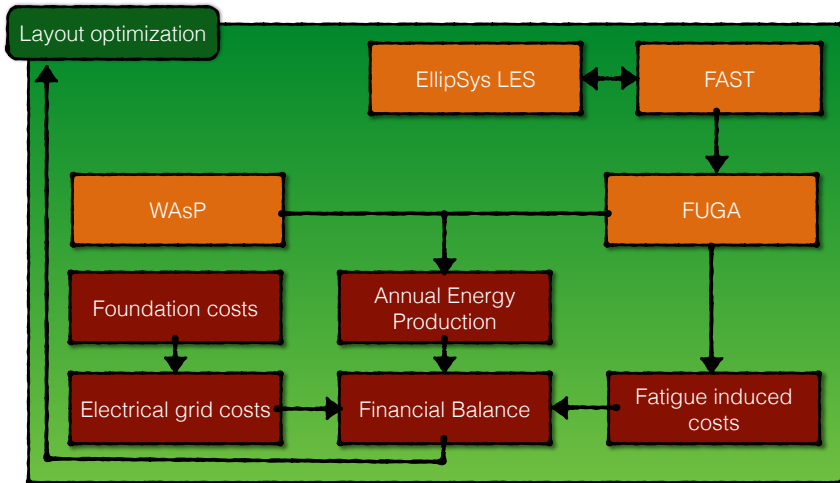 Layout optimization
EllipSys LES
FAST
WAsP
FUGA
Foundation costs
Annual Energy
Production
Electrical grid costs
Financial Balance
Fatigue induced
costs